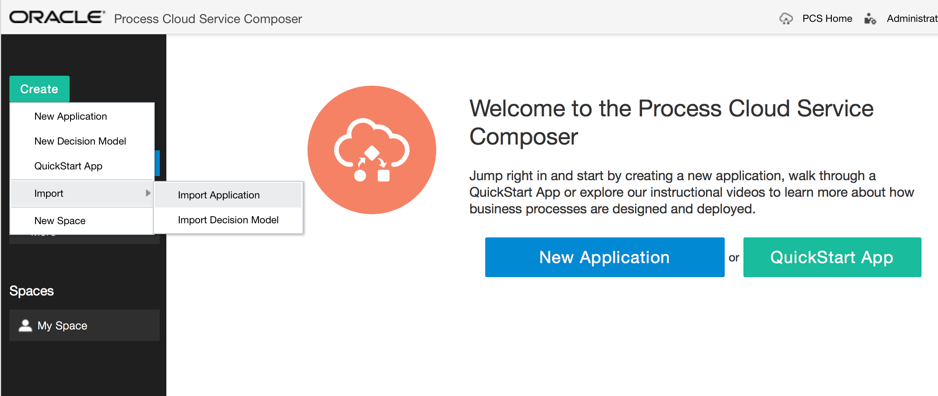 ORACLE® Process Cloud Service Composer
PCS Home
Administrat
Create
New Application
New Decision Model
QuickStart App
Import
New Space
Import Application
Import Decision Model
Spaces
My Space
Welcome to the Process Cloud Service
Composer
Jump right in and start by creating a new application, walk through a
QuickStart App or explore our instructional videos to learn more about how
business processes are designed and deployed.
New Application or QuickStart App